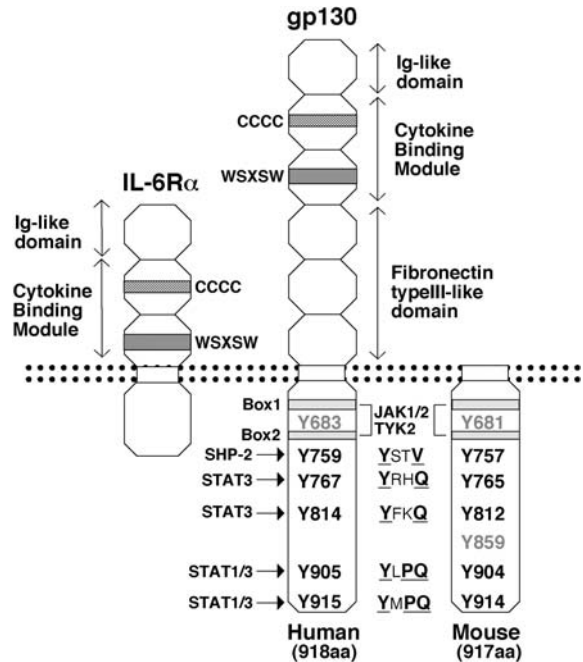 gp130
Ig-like
domain
CCCC
Cytokine
Binding
Module
WSXSW
IL-6Rα
Ig-like
domain
Cytokine
Binding
Module
CCCC
WSXSW
Fibronectin
typeIII-like
domain
Box1
JAK1/2
TYK2
Y683
Y681
Box2
SHP-2
Y759
YSTV
Y757
STAT3
Y767
YRHQ
Y765
STAT3
Y814
YFKQ
Y812
Y859
STAT1/3
Y905
YLPQ
Y904
STAT1/3
Y915
YMPQ
Y914
Human
(918aa)
Mouse
(917aa)